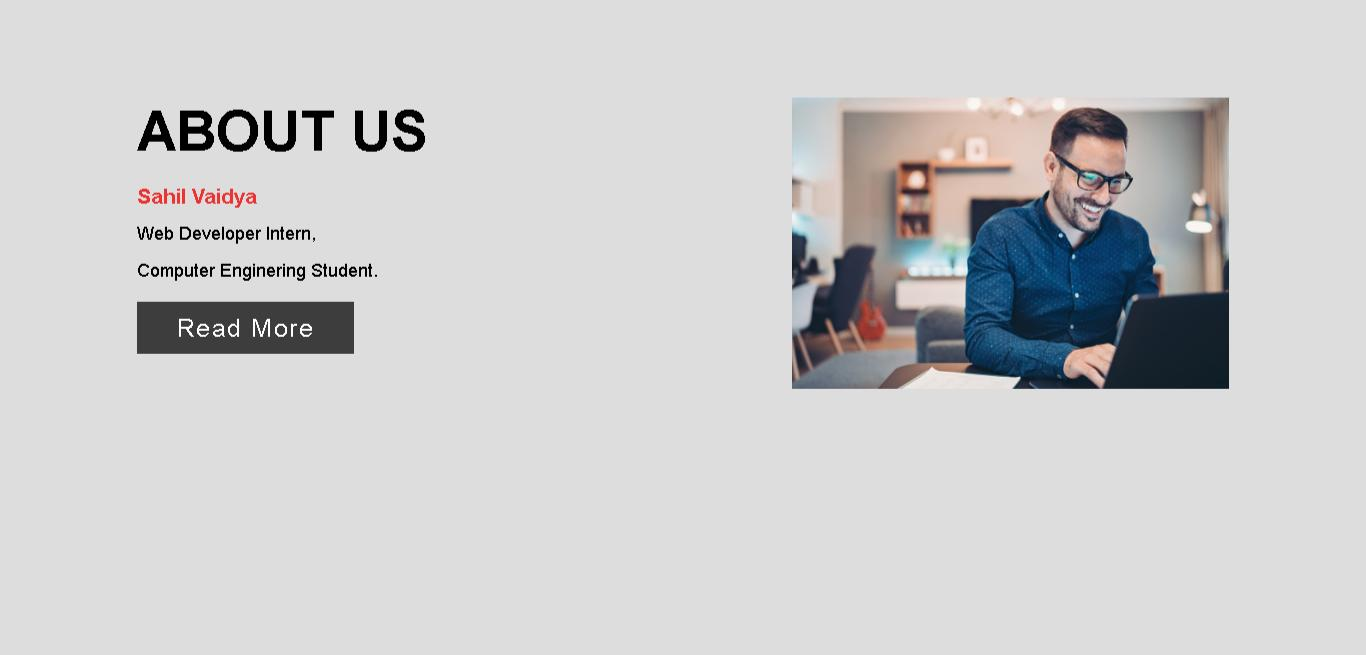 ABOUT US
Sahil Vaidya
Web Developer Intern,
Computer Enginering Student.
Read More